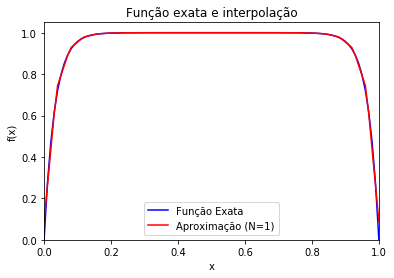 Função exata e interpolação
f(x)
1.0
0.8
0.6
0.4
0.2
0.0
Função Exata
Aproximação (N=1)
0.0 0.2 0.4 0.6 0.8 1.0
x